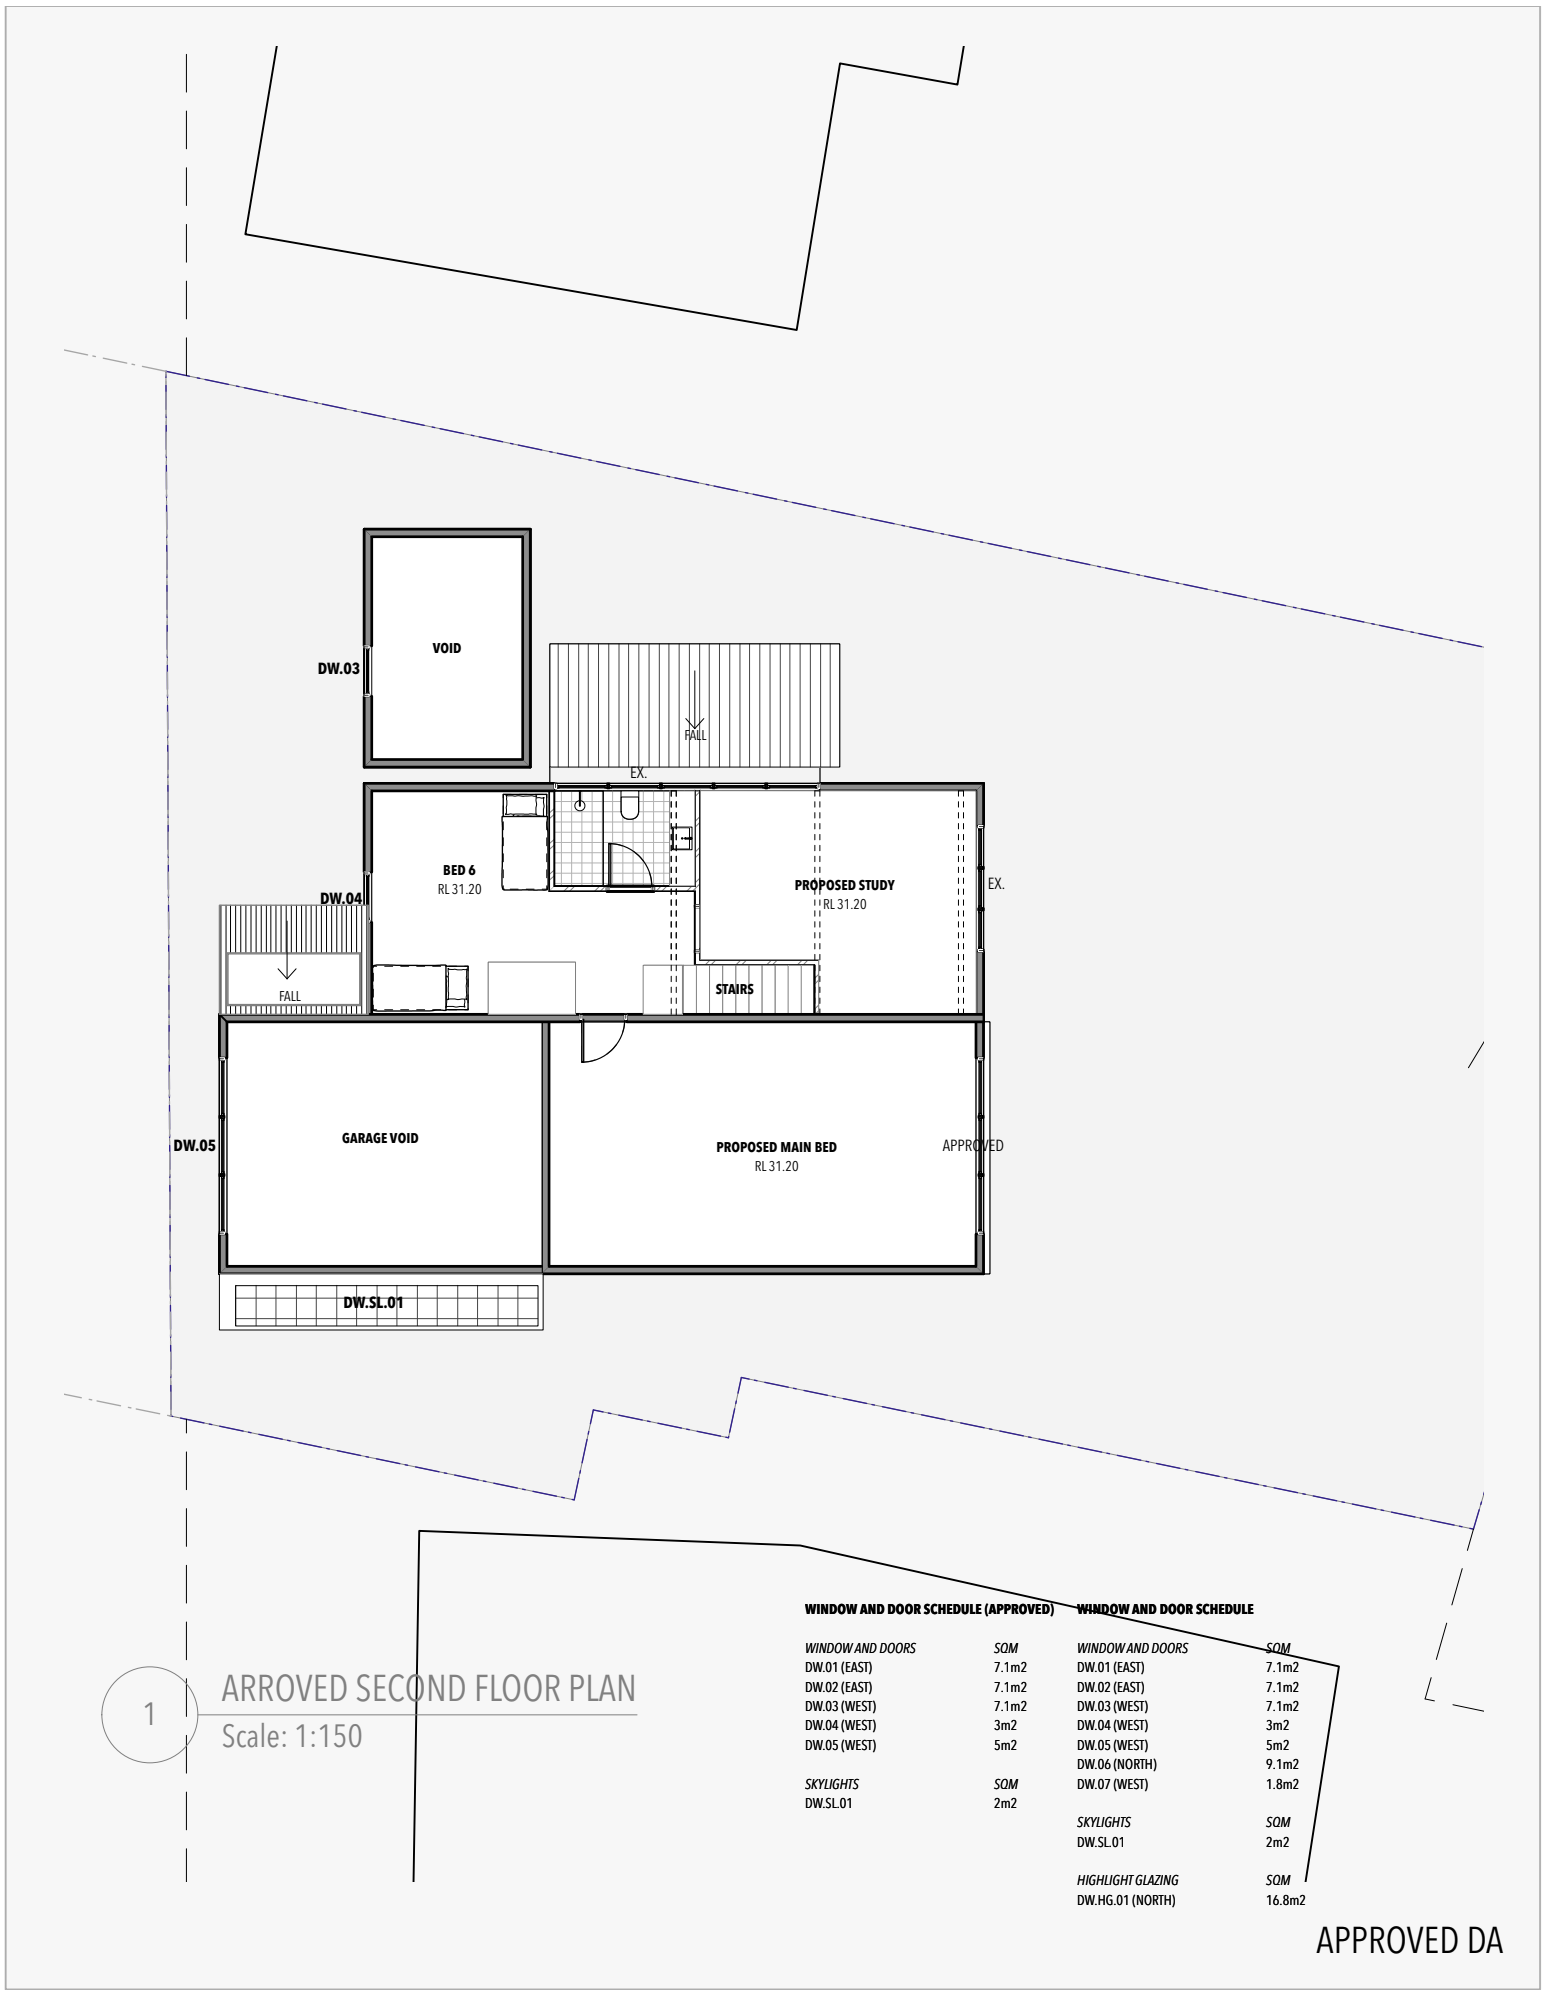 VOID
DW.03
FALL
EX.
BED 6
RL 31.20
PROPOSED STUDY
RL 31.20
EX.
DW.04
FALL
STAIRS
GARAGE VOID
DW.05
PROPOSED MAIN BED
RL 31.20
APPROVED
DW.SL.01
1
ARROVED SECOND FLOOR PLAN
Scale: 1:150
WINDOW AND DOOR SCHEDULE (APPROVED)
WINDOW AND DOORS SQM
DW.01 (EAST) 7.1m2
DW.02 (EAST) 7.1m2
DW.03 (WEST) 7.1m2
DW.04 (WEST) 3m2
DW.05 (WEST) 5m2
SKYLIGHTS SQM
DW.SL.01 2m2
WINDOW AND DOOR SCHEDULE
WINDOW AND DOORS SQM
DW.01 (EAST) 7.1m2
DW.02 (EAST) 7.1m2
DW.03 (WEST) 7.1m2
DW.04 (WEST) 3m2
DW.05 (WEST) 5m2
DW.06 (NORTH) 9.1m2
DW.07 (WEST) 1.8m2
SKYLIGHTS SQM
DW.SL.01 2m2
HIGHLIGHT GLAZING SQM
DW.HG.01 (NORTH) 16.8m2
APPROVED DA